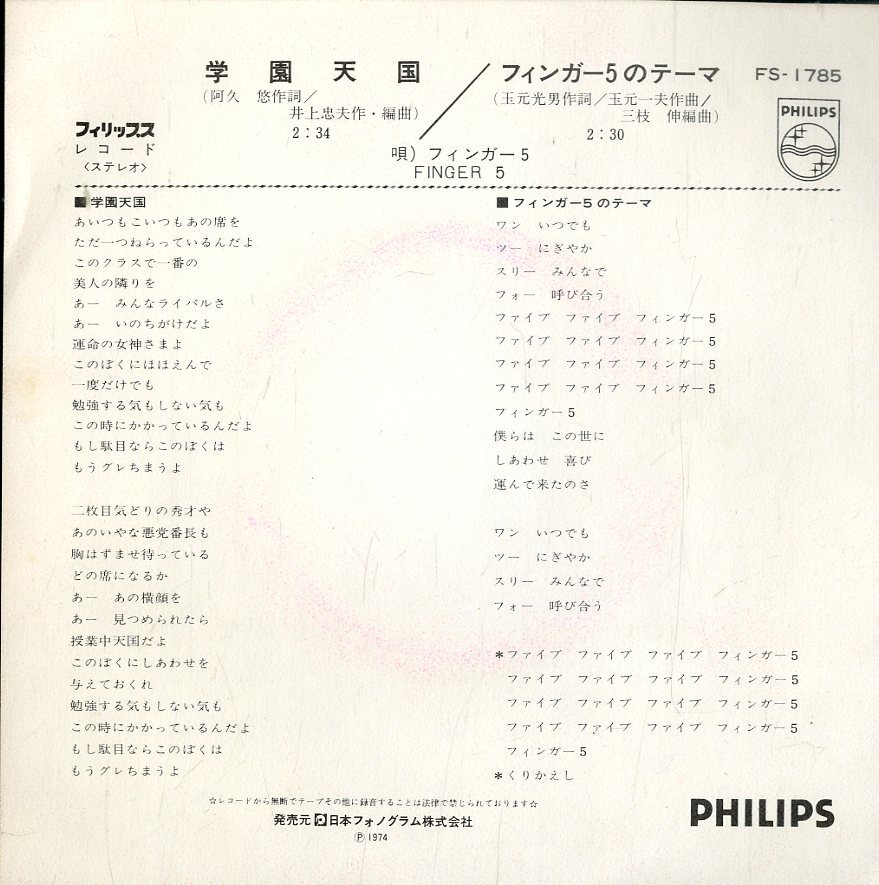 学園天国／フィンガー5のテーマ FS-1785
(阿久 悠作詞／
井上忠夫作・編曲)
2：34
(玉元光男作詞／玉元一夫作曲／
三枝 伸編曲)
2：30
PHILIPS
フィリップス
レコード
〈ステレオ〉
唄) フィンガー5
FINGER 5
■学園天国
あいつもこいつもあの席を
ただ一つねらっているんだよ
このクラスで一番の
美人の隣りを
あー みんなライバルさ
あー いのちがけだよ
運命の女神さまよ
このぼくにほほえんで
一度だけでも
勉強する気もしない気も
この時にかかっているんだよ
もし駄目ならこのぼくは
もうグレちまうよ
二枚目気どりの秀才や
あのいやな悪党番長も
胸はずませ待っている
どの席になるか
あー あの横顔を
あー 見つめられたら
授業中天国だよ
このぼくにしあわせを
与えておくれ
勉強する気もしない気も
この時にかかっているんだよ
もし駄目ならこのぼくは
もうグレちまうよ
■フィンガー5のテーマ
ワン いつでも
ツー にぎやか
スリー みんなで
フォー 呼び合う
ファイブ ファイブ フィンガー5
ファイブ ファイブ フィンガー5
ファイブ ファイブ フィンガー5
ファイブ ファイブ フィンガー5
フィンガー5
僕らは この世に
しあわせ 喜び
運んで来たのさ
ワン いつでも
ツー にぎやか
スリー みんなで
フォー 呼び合う
＊ファイブ ファイブ ファイブ フィンガー5
ファイブ ファイブ ファイブ フィンガー5
ファイブ ファイブ ファイブ フィンガー5
ファイブ ファイブ ファイブ フィンガー5
フィンガー5
＊くりかえし
☆レコードから無断でテープその他に録音することは法律で禁じられております☆
発売元 日本フォノグラム株式会社
Ⓟ1974
PHILIPS